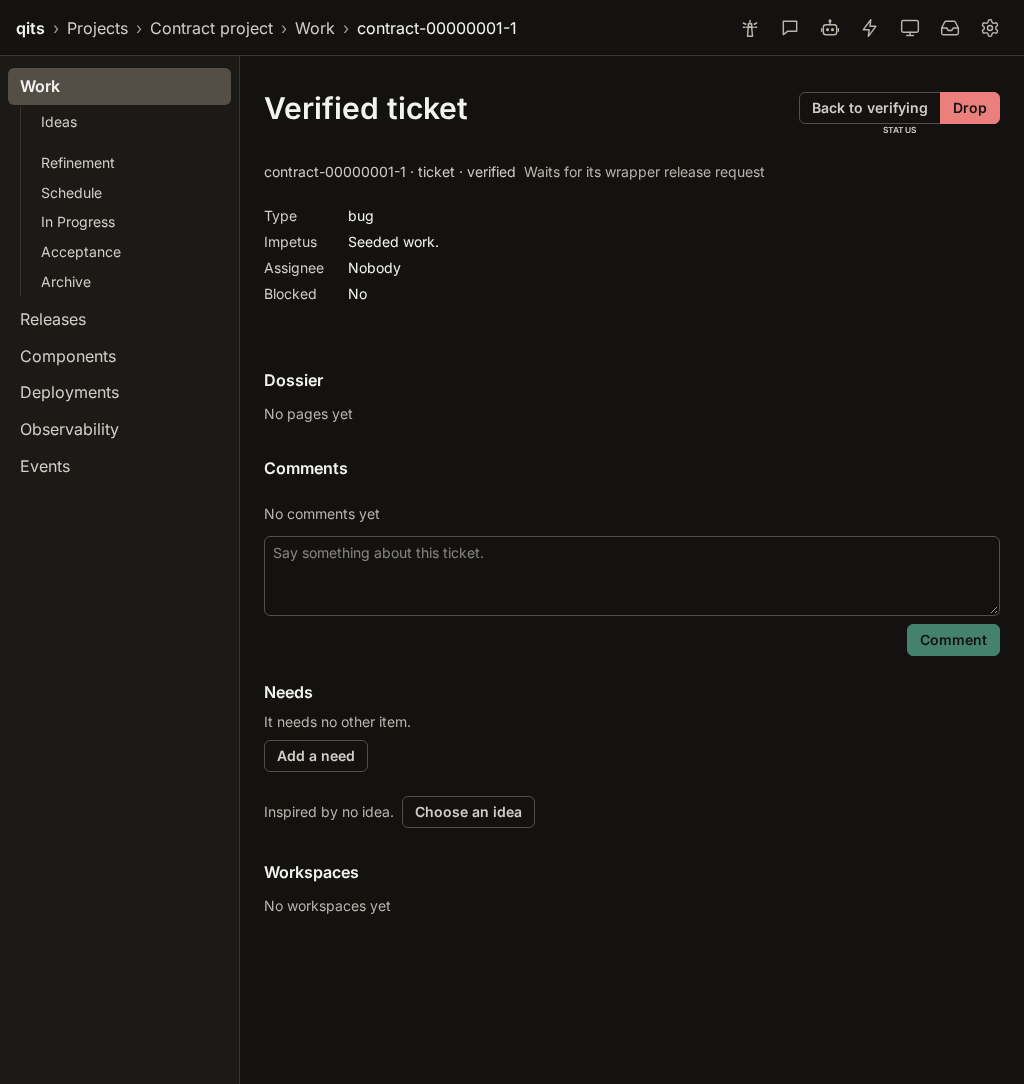 qits › Projects › Contract project › Work › contract-00000001-1
Work
Ideas
Refinement
Schedule
In Progress
Acceptance
Archive
Releases
Components
Deployments
Observability
Events
Verified ticket
Back to verifying
Drop
STATUS
contract-00000001-1 · ticket · verified Waits for its wrapper release request
Type bug
Impetus Seeded work.
Assignee Nobody
Blocked No
Dossier
No pages yet
Comments
No comments yet
Say something about this ticket.
Comment
Needs
It needs no other item.
Add a need
Inspired by no idea. Choose an idea
Workspaces
No workspaces yet